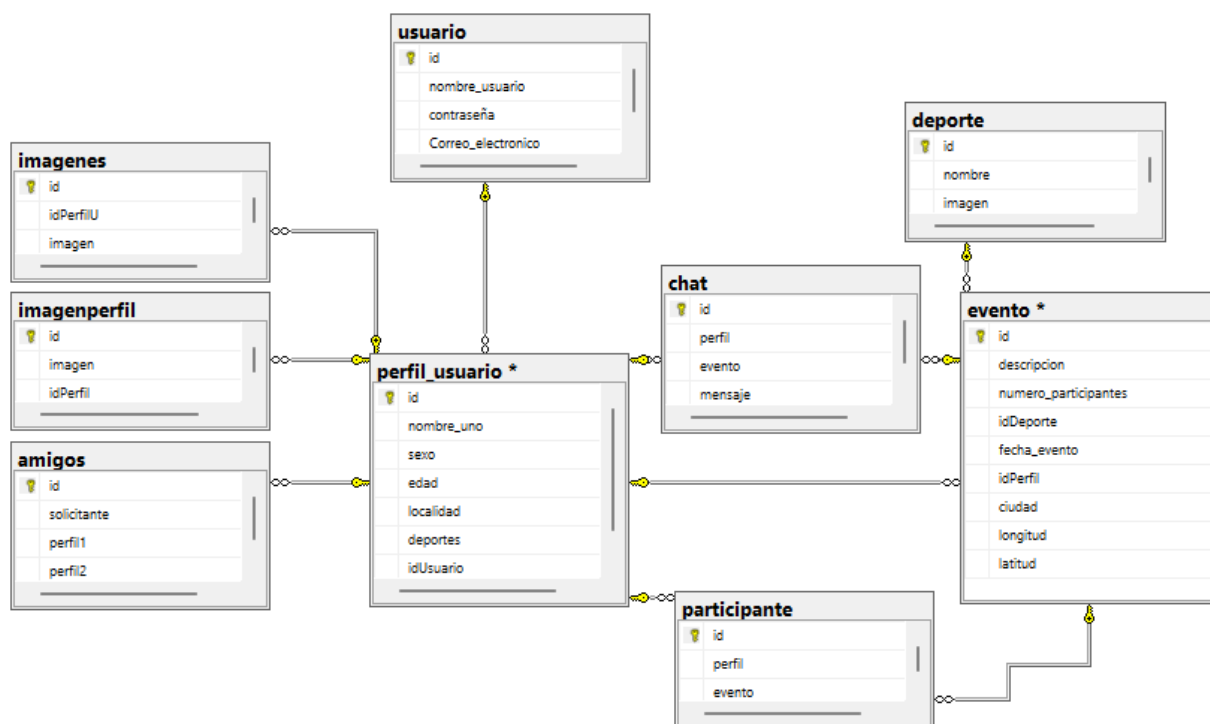 usuario
id
nombre_usuario
contraseña
Correo_electronico
deporte
id
nombre
imagen
imagenes
id
idPerfilU
imagen
imagenperfil
id
imagen
idPerfil
amigos
id
solicitante
perfil1
perfil2
perfil_usuario *
id
nombre_uno
sexo
edad
localidad
deportes
idUsuario
chat
id
perfil
evento
mensaje
evento *
id
descripcion
numero_participantes
idDeporte
fecha_evento
idPerfil
ciudad
longitud
latitud
participante
id
perfil
evento